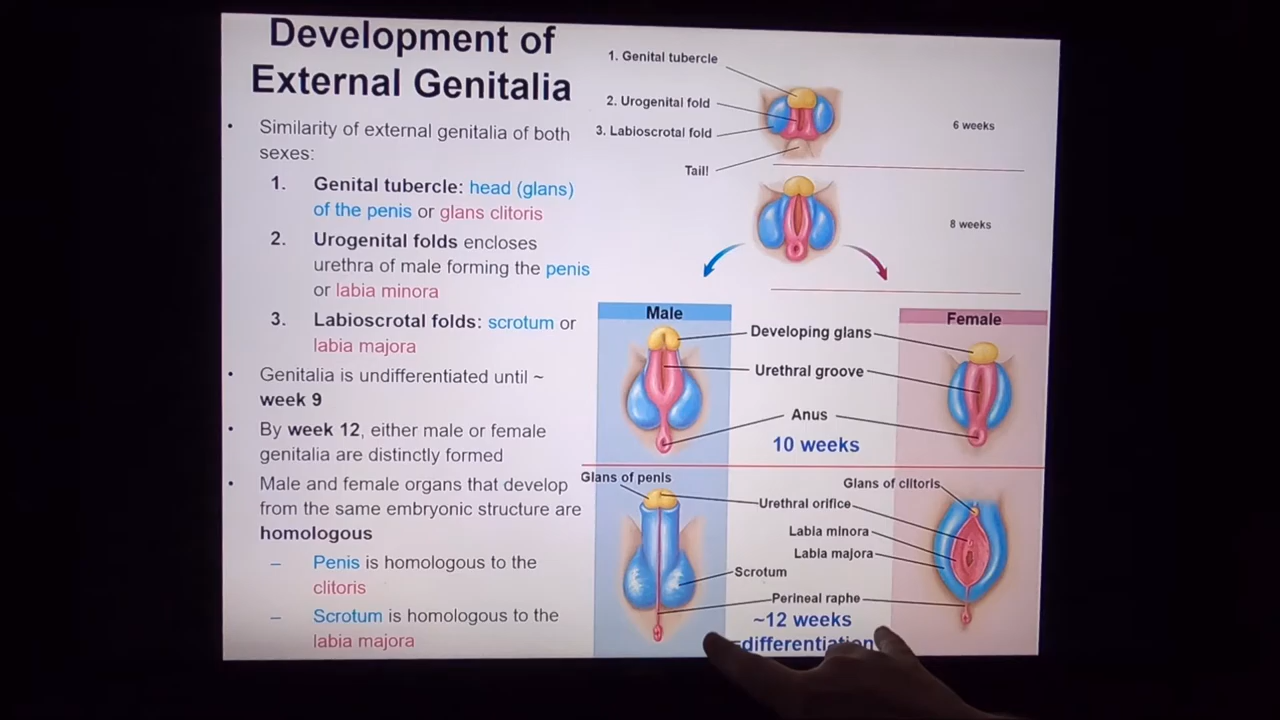 Development of
External Genitalia
• Similarity of external genitalia of both
sexes:
1. Genital tubercle: head (glans)
of the penis or glans clitoris
2. Urogenital folds encloses
urethra of male forming the penis
or labia minora
3. Labioscrotal folds: scrotum or
labia majora
• Genitalia is undifferentiated until ~
week 9
• By week 12, either male or female
genitalia are distinctly formed
• Male and female organs that develop
from the same embryonic structure are
homologous
– Penis is homologous to the
clitoris
– Scrotum is homologous to the
labia majora
1. Genital tubercle
2. Urogenital fold
3. Labioscrotal fold
Tail!
6 weeks
8 weeks
Male
Female
Developing glans
Urethral groove
Anus
10 weeks
Glans of penis
Glans of clitoris
Urethral orifice
Labia minora
Labia majora
Scrotum
Perineal raphe
~12 weeks
=differentiation